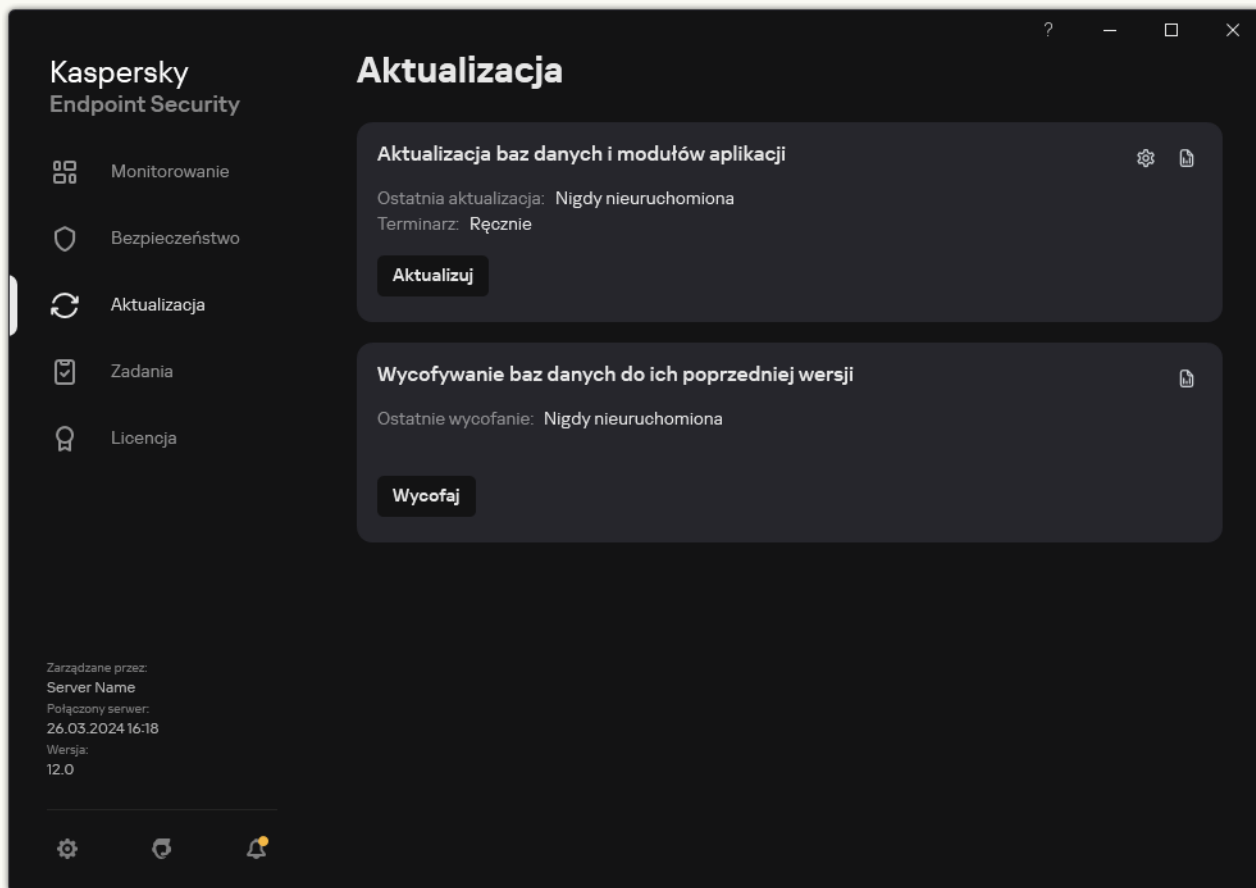 ?
Kaspersky
Endpoint Security
Monitorowanie
Bezpieczeństwo
Aktualizacja
Zadania
Licencja
Zarządzane przez:
Server Name
Połączony serwer:
26.03.2024 16:18
Wersja:
12.0
Aktualizacja
Aktualizacja baz danych i modułów aplikacji
Ostatnia aktualizacja: Nigdy nieuruchomiona
Terminarz: Ręcznie
Aktualizuj
Wycofywanie baz danych do ich poprzedniej wersji
Ostatnie wycofanie: Nigdy nieuruchomiona
Wycofaj